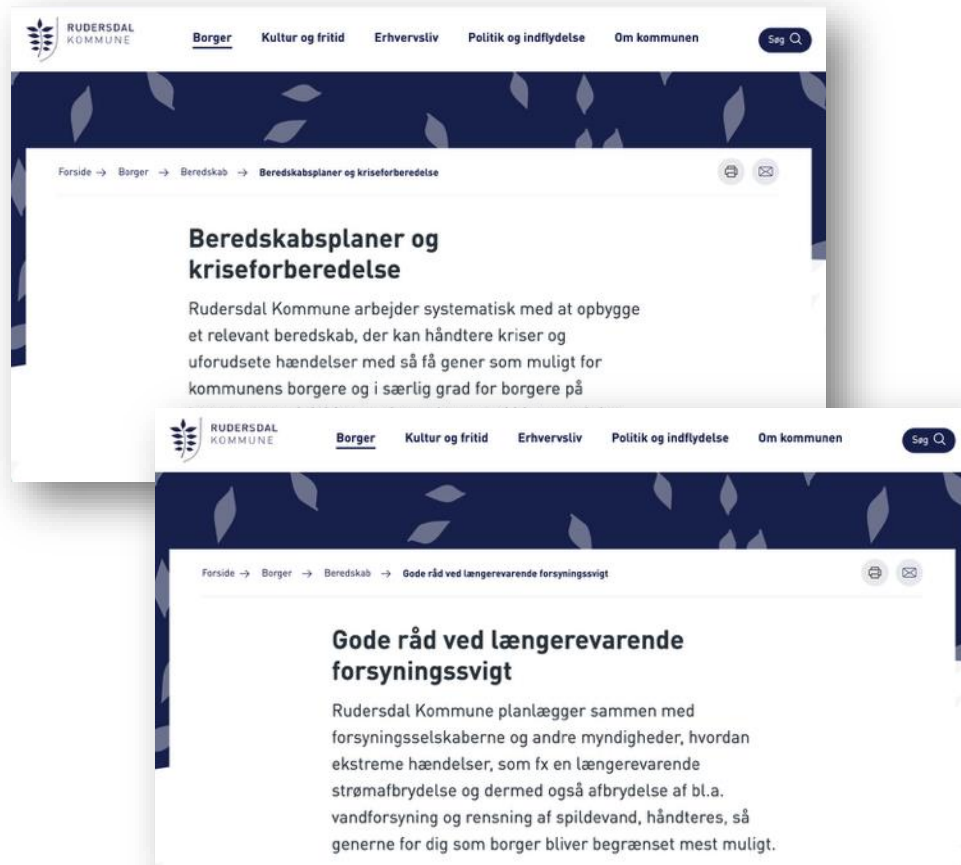 RUDERSDAL
KOMMUNE
Borger Kultur og fritid Erhvervsliv Politik og indflydelse Om kommunen Søg
Forside → Borger → Beredskab → Beredskabsplaner og kriseforberedelse
Beredskabsplaner og
kriseforberedelse
Rudersdal Kommune arbejder systematisk med at opbygge
et relevant beredskab, der kan håndtere kriser og
uforudsete hændelser med så få gener som muligt for
kommunens borgere og i særlig grad for borgere på
RUDERSDAL
KOMMUNE
Borger Kultur og fritid Erhvervsliv Politik og indflydelse Om kommunen Søg
Forside → Borger → Beredskab → Gode råd ved længerevarende forsyningssvigt
Gode råd ved længerevarende
forsyningssvigt
Rudersdal Kommune planlægger sammen med
forsyningsselskaberne og andre myndigheder, hvordan
ekstreme hændelser, som fx en længerevarende
strømafbrydelse og dermed også afbrydelse af bl.a.
vandforsyning og rensning af spildevand, håndteres, så
generne for dig som borger bliver begrænset mest muligt.